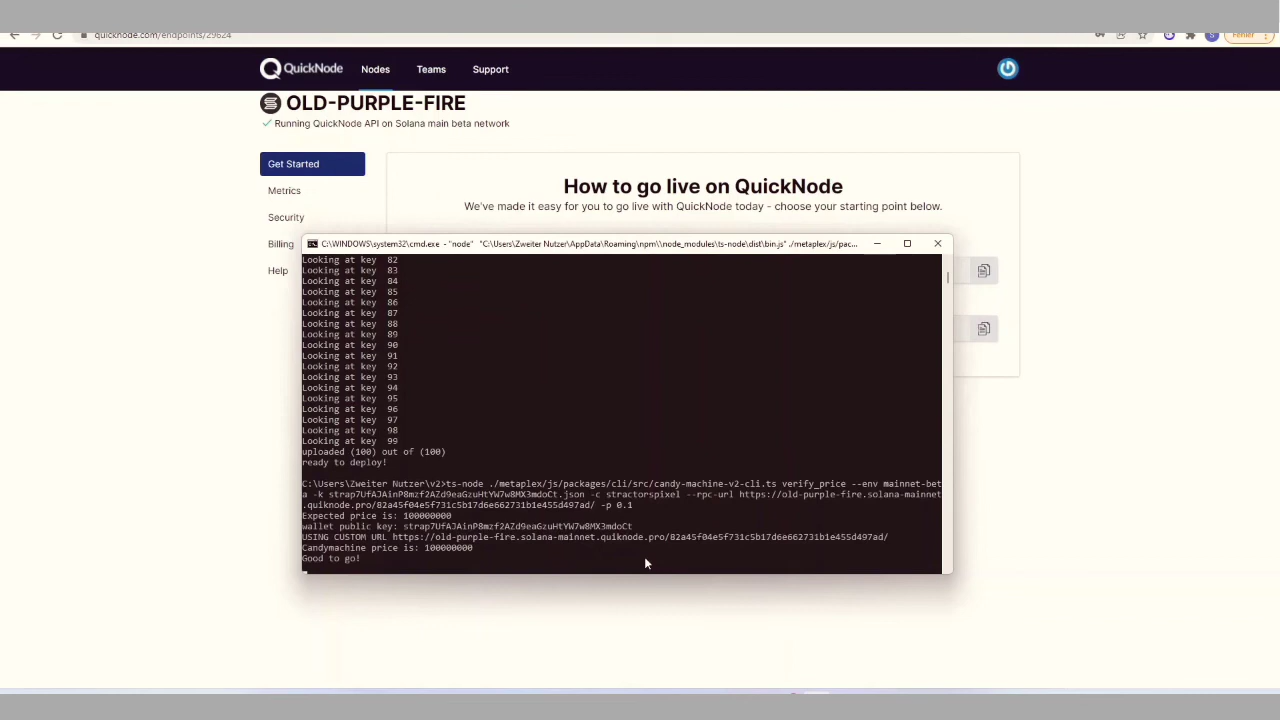 quicknode.com/endpoints/29624
Fehler
QuickNode Nodes Teams Support
OLD-PURPLE-FIRE
Running QuickNode API on Solana main beta network
Get Started
Metrics
Security
Billing
Help
How to go live on QuickNode
We've made it easy for you to go live with QuickNode today - choose your starting point below.
C:\WINDOWS\system32\cmd.exe - "node" "C:\Users\Zweiter Nutzer\AppData\Roaming\npm\\node_modules\ts-node\dist\bin.js" ./metaplex/js/pac...
Looking at key 82
Looking at key 83
Looking at key 84
Looking at key 85
Looking at key 86
Looking at key 87
Looking at key 88
Looking at key 89
Looking at key 90
Looking at key 91
Looking at key 92
Looking at key 93
Looking at key 94
Looking at key 95
Looking at key 96
Looking at key 97
Looking at key 98
Looking at key 99
uploaded (100) out of (100)
ready to deploy!
C:\Users\Zweiter Nutzer\v2>ts-node ./metaplex/js/packages/cli/src/candy-machine-v2-cli.ts verify_price --env mainnet-bet
a -k strap7UfAJAinP8mzf2AZd9eaGzuHtYW7w8MX3mdoCt.json -c stractorspixel --rpc-url https://old-purple-fire.solana-mainnet
.quiknode.pro/82a45f04e5f731c5b17d6e662731b1e455d497ad/ -p 0.1
Expected price is: 100000000
wallet public key: strap7UfAJAinP8mzf2AZd9eaGzuHtYW7w8MX3mdoCt
USING CUSTOM URL https://old-purple-fire.solana-mainnet.quiknode.pro/82a45f04e5f731c5b17d6e662731b1e455d497ad/
Candymachine price is: 100000000
Good to go!